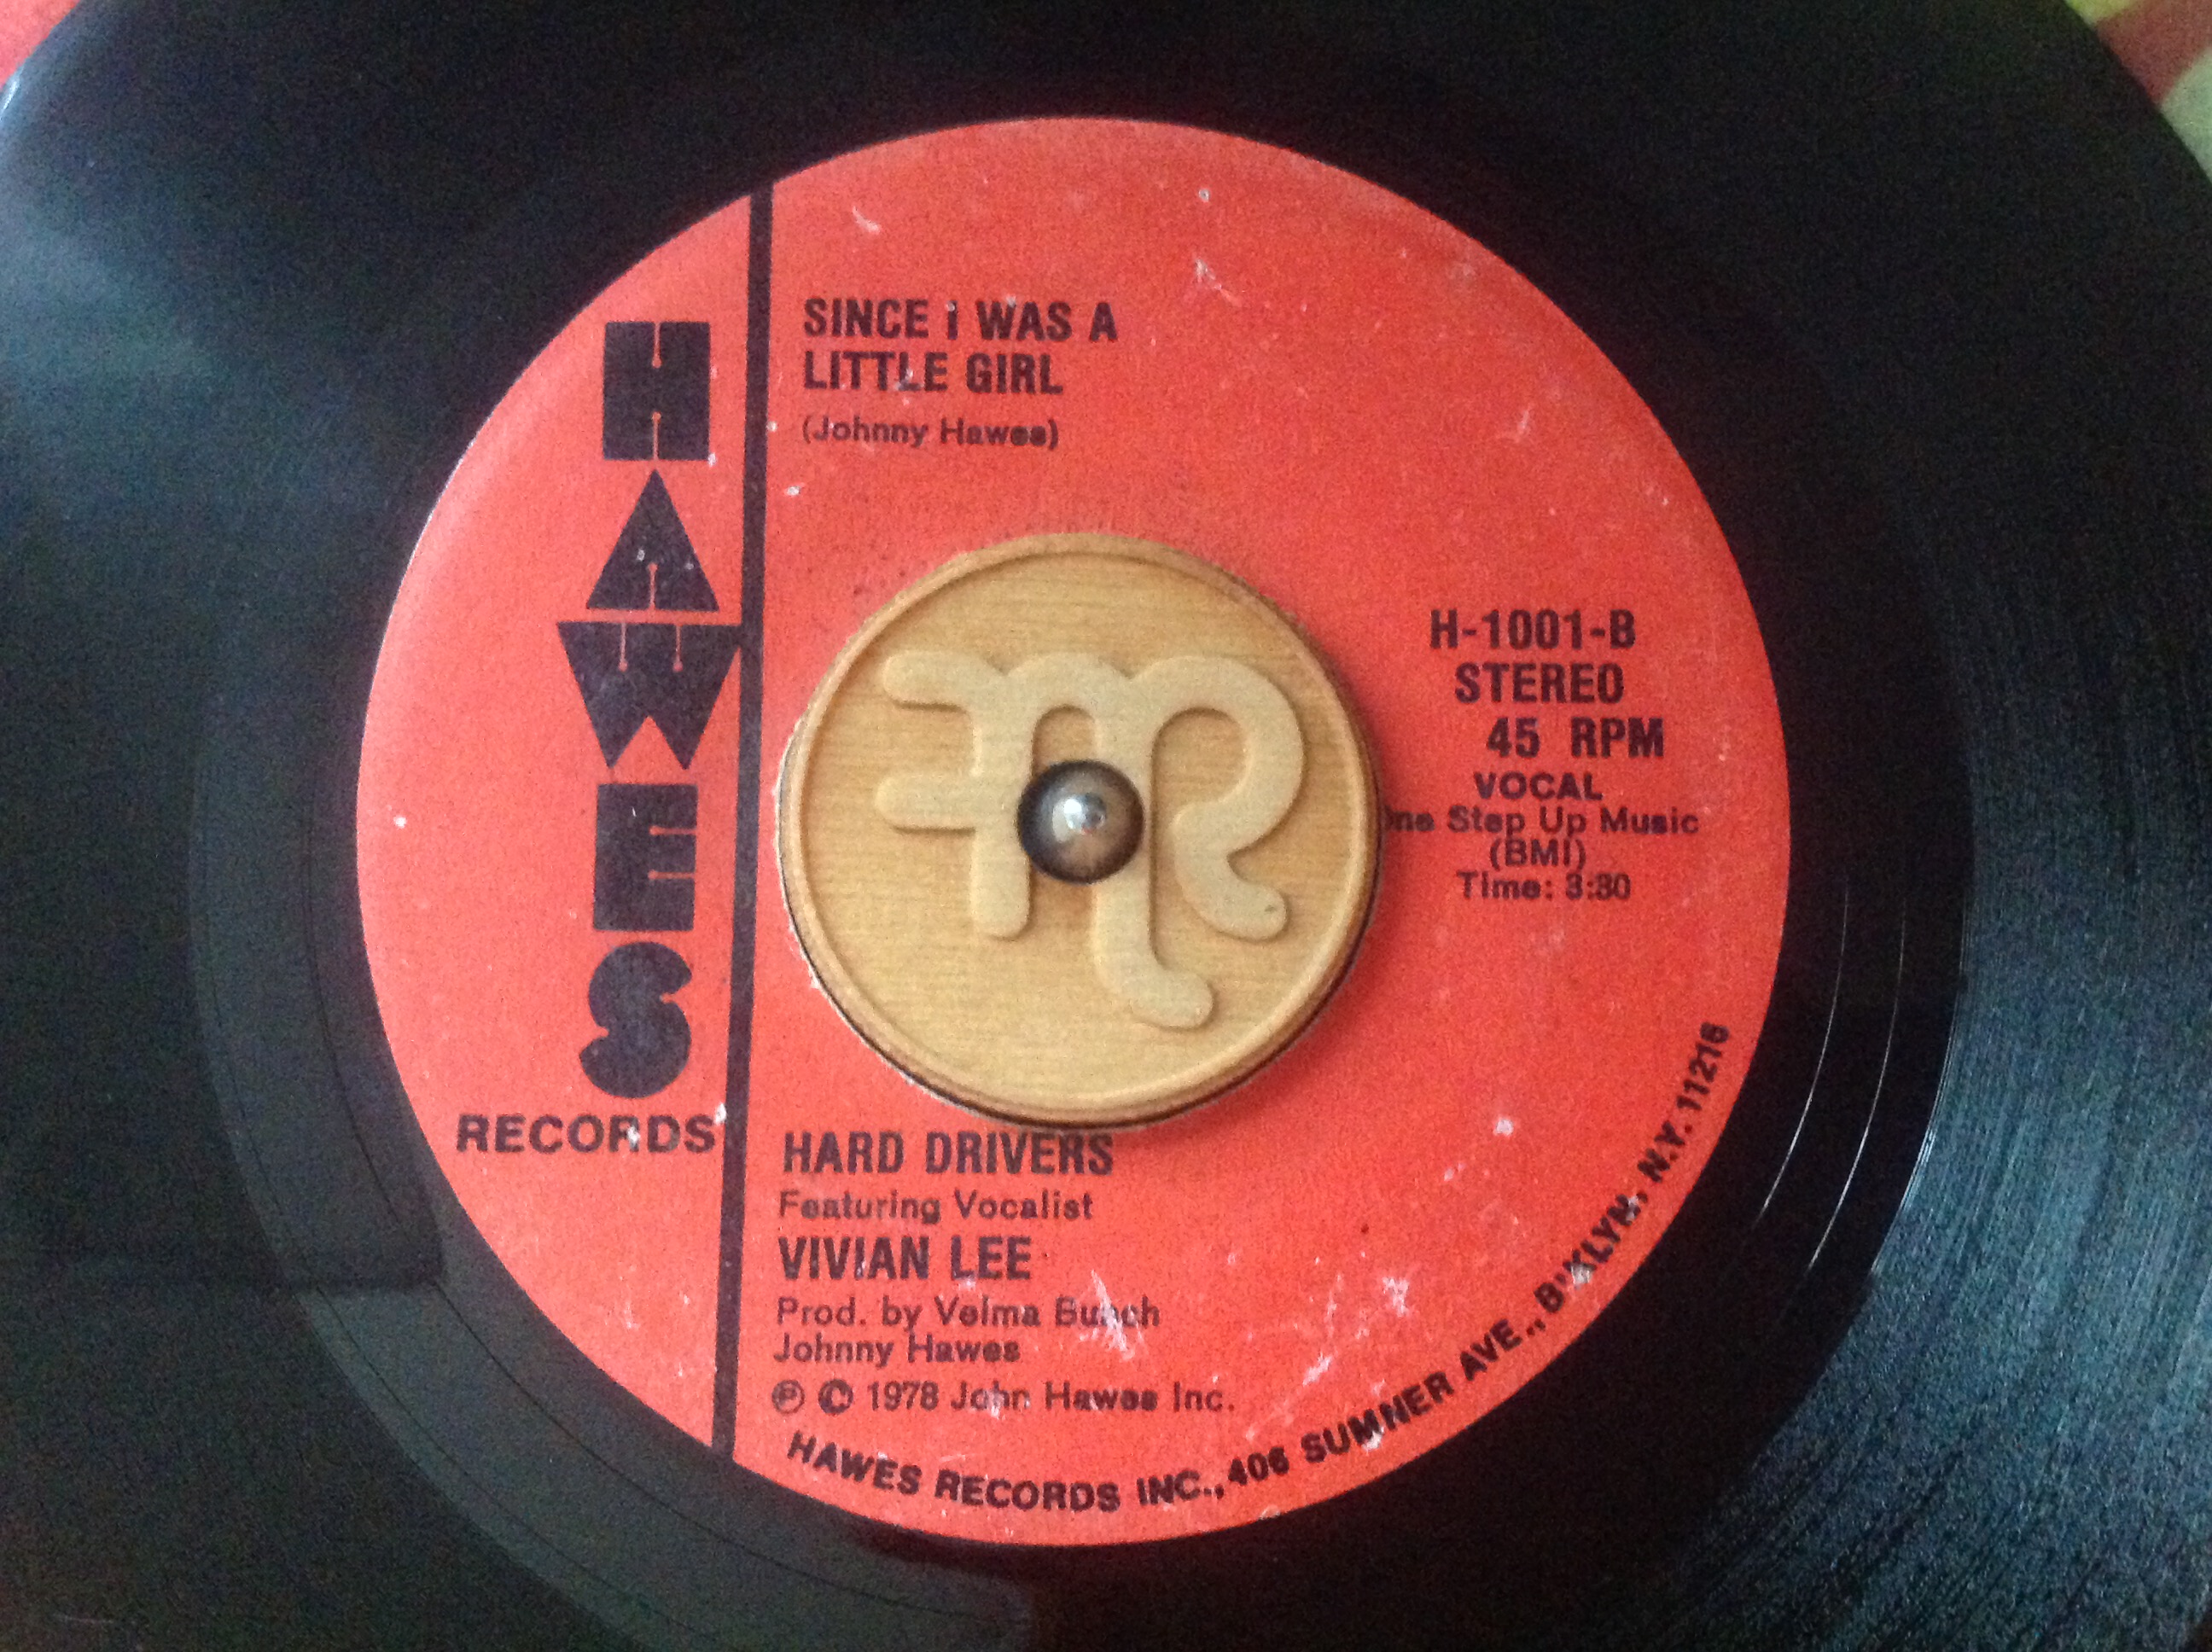 HAWES
RECORDS
SINCE I WAS A
LITTLE GIRL
(Johnny Hawes)
H-1001-B
STEREO
45 RPM
VOCAL
One Step Up Music
(BMI)
Time: 3:30
HARD DRIVERS
Featuring Vocalist
VIVIAN LEE
Prod. by Velma Bunch
Johnny Hawes
℗ © 1978 John Hawes Inc.
HAWES RECORDS INC., 406 SUMNER AVE., B'KLYN, N.Y. 11216